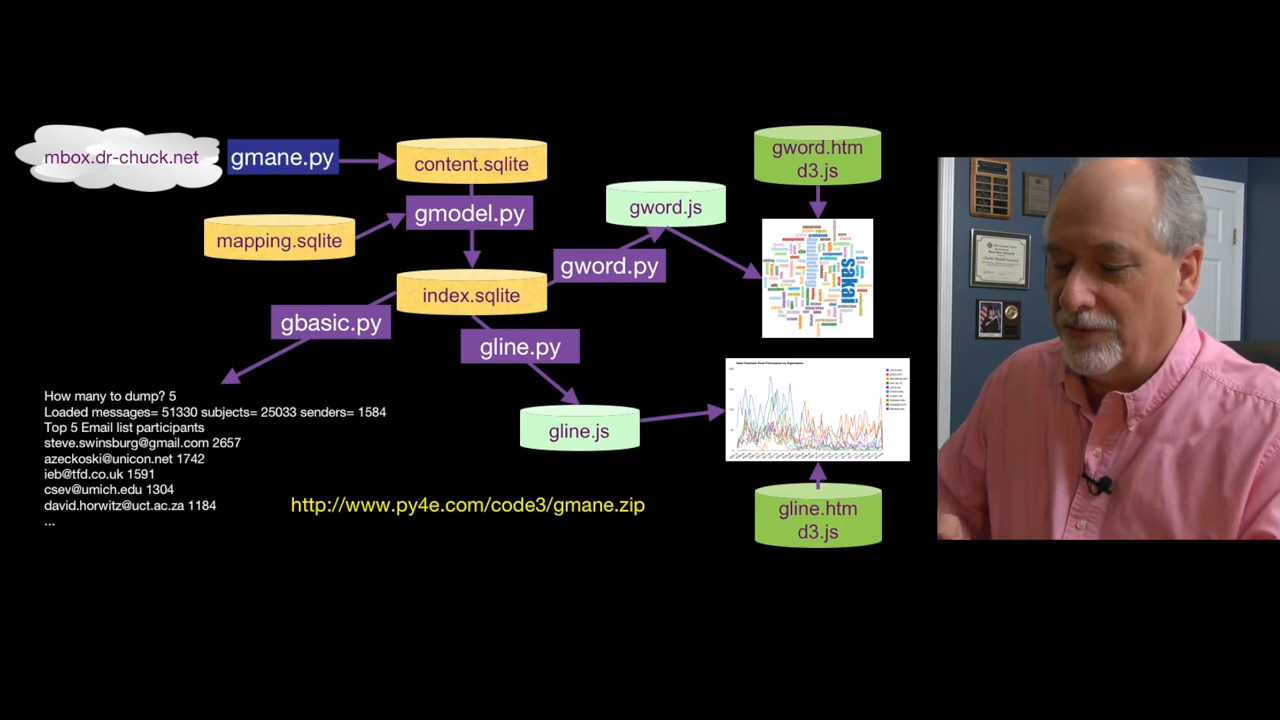 mbox.dr-chuck.net
gmane.py
content.sqlite
gmodel.py
mapping.sqlite
index.sqlite
gword.py
gword.js
gword.htm
d3.js
sakai
gbasic.py
gline.py
gline.js
gline.htm
d3.js
How many to dump? 5
Loaded messages= 51330 subjects= 25033 senders= 1584
Top 5 Email list participants
steve.swinsburg@gmail.com 2657
azeckoski@unicon.net 1742
ieb@tfd.co.uk 1591
csev@umich.edu 1304
david.horwitz@uct.ac.za 1184
...
http://www.py4e.com/code3/gmane.zip